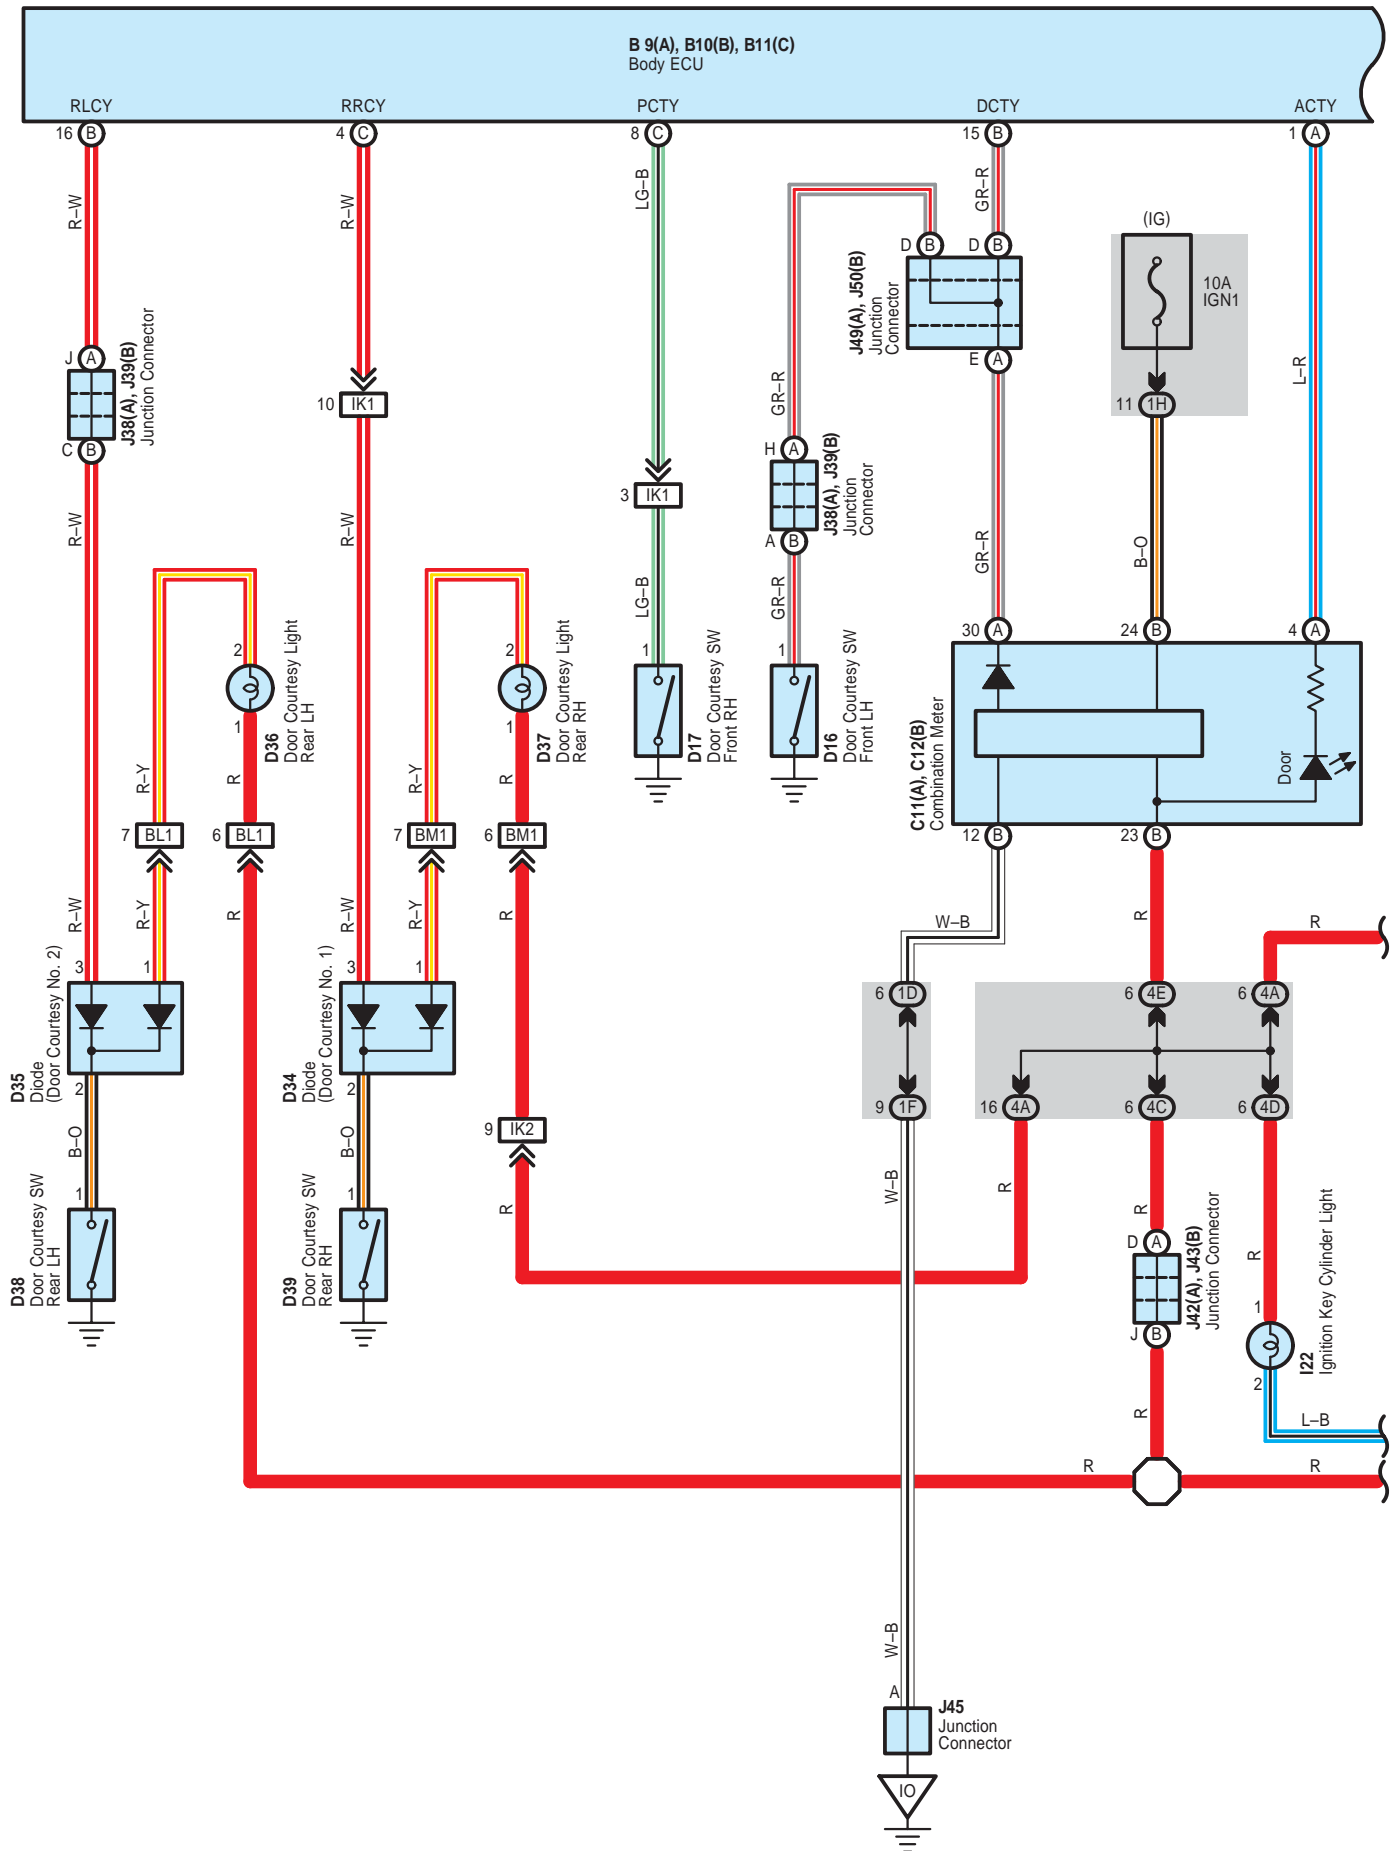 B 9(A), B10(B), B11(C)
Body ECU
RLCY RRCY PCTY DCTY ACTY
16 B 4 C 8 C 15 B 1 A
R–W
R–W
LG–B
GR–R
L–R
D B D B
J49(A), J50(B)
Junction
Connector
E A
(IG)
10A
IGN1
11 1H
J A
J38(A), J39(B)
Junction Connector
C B
10 IK1
GR–R
H A
J38(A), J39(B)
Junction
Connector
A B
3 IK1
R–W
R–W
LG–B
GR–R
GR–R
B–O
30 A 24 B 4 A
2
D36
Door Courtesy Light
Rear LH
1
2
D37
Door Courtesy Light
Rear RH
1
1
D17
Door Courtesy SW
Front RH
1
D16
Door Courtesy SW
Front LH
C11(A), C12(B)
Combination Meter
Door
R–Y
R
R–Y
R
7 BL1 6 BL1 7 BM1 6 BM1
12 B 23 B
R–W
R–Y
R
R–W
R–Y
R
W–B
R
R
3 1
D35
Diode
(Door Courtesy No. 2)
2
3 1
D34
Diode
(Door Courtesy No. 1)
2
6 1D 6 4E 6 4A
9 1F 16 4A 6 4C 6 4D
B–O
B–O
9 IK2
1
D38
Door Courtesy SW
Rear LH
1
D39
Door Courtesy SW
Rear RH
R
W–B
R
R
R
D A
J42(A), J43(B)
Junction Connector
J B
1
I22
Ignition Key Cylinder Light
2
R
L–B
R
R
W–B
A
J45
Junction
Connector
IO